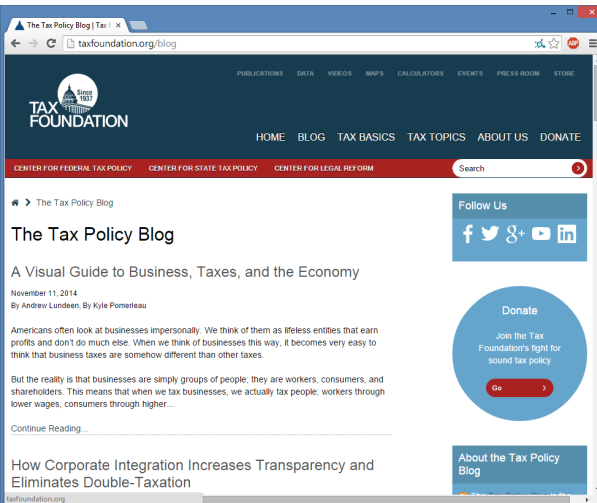 The Tax Policy Blog | Tax F
taxfoundation.org/blog
ABP
PUBLICATIONS DATA VIDEOS MAPS CALCULATORS EVENTS PRESS ROOM STORE
Since
1937
TAX
FOUNDATION
HOME BLOG TAX BASICS TAX TOPICS ABOUT US DONATE
CENTER FOR FEDERAL TAX POLICY CENTER FOR STATE TAX POLICY CENTER FOR LEGAL REFORM
Search
The Tax Policy Blog
The Tax Policy Blog
A Visual Guide to Business, Taxes, and the Economy
November 11, 2014
By Andrew Lundeen, By Kyle Pomerleau
Americans often look at businesses impersonally. We think of them as lifeless entities that earn
profits and don't do much else. When we think of businesses this way, it becomes very easy to
think that business taxes are somehow different than other taxes.
But the reality is that businesses are simply groups of people; they are workers, consumers, and
shareholders. This means that when we tax businesses, we actually tax people; workers through
lower wages, consumers through higher...
Continue Reading...
How Corporate Integration Increases Transparency and
Eliminates Double-Taxation
Follow Us
Donate
Join the Tax
Foundation's fight for
sound tax policy
Go
About the Tax Policy
Blog
taxfoundation.org